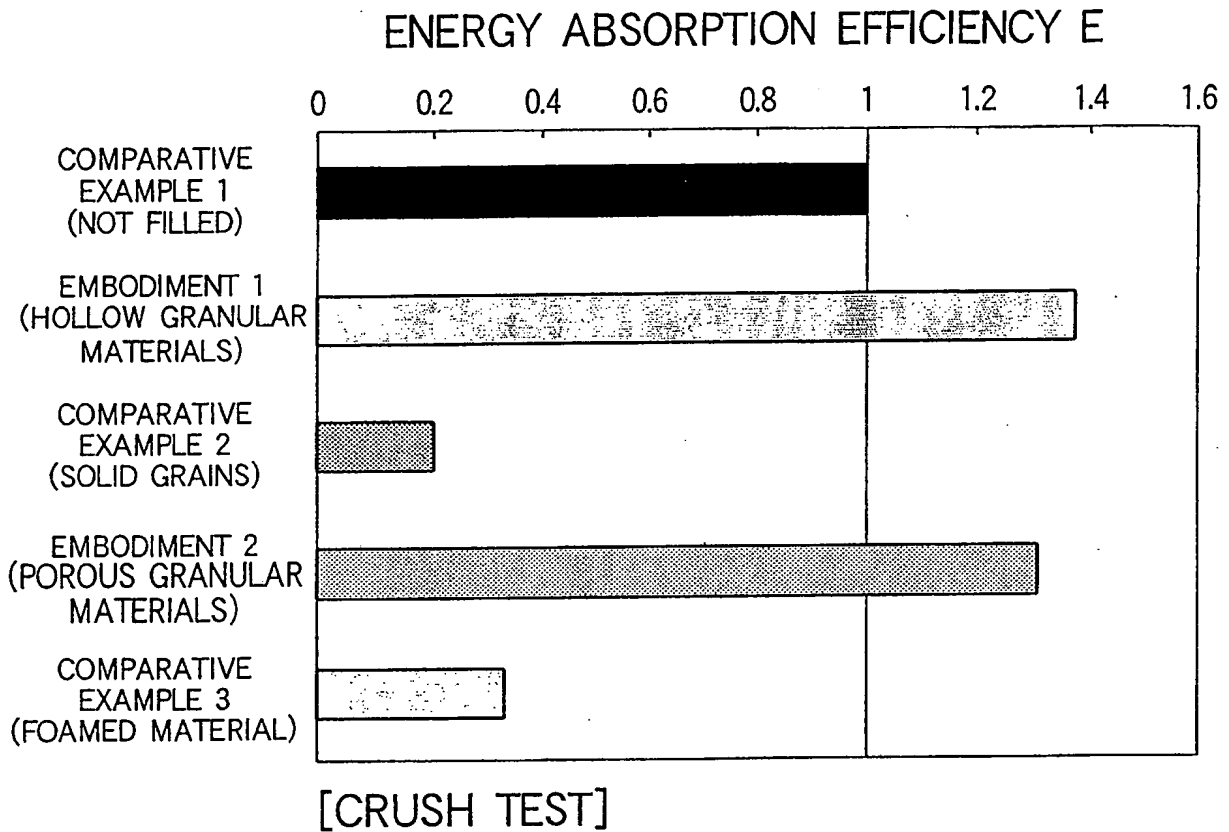 ENERGY ABSORPTION EFFICIENCY E
0 0.2 0.4 0.6 0.8 1 1.2 1.4 1.6
COMPARATIVE
EXAMPLE 1
(NOT FILLED)
EMBODIMENT 1
(HOLLOW GRANULAR
MATERIALS)
COMPARATIVE
EXAMPLE 2
(SOLID GRAINS)
EMBODIMENT 2
(POROUS GRANULAR
MATERIALS)
COMPARATIVE
EXAMPLE 3
(FOAMED MATERIAL)
[CRUSH TEST]